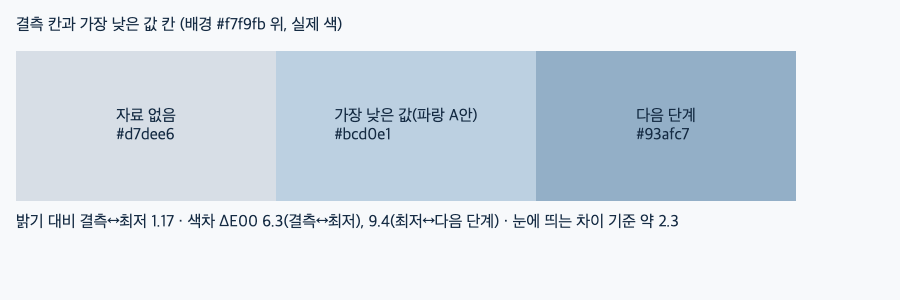 결측 칸과 가장 낮은 값 칸 (배경 #f7f9fb 위, 실제 색)
자료 없음
#d7dee6
가장 낮은 값(파랑 A안)
#bcd0e1
다음 단계
#93afc7
밝기 대비 결측↔최저 1.17 · 색차 ΔE00 6.3(결측↔최저), 9.4(최저↔다음 단계) · 눈에 띄는 차이 기준 약 2.3